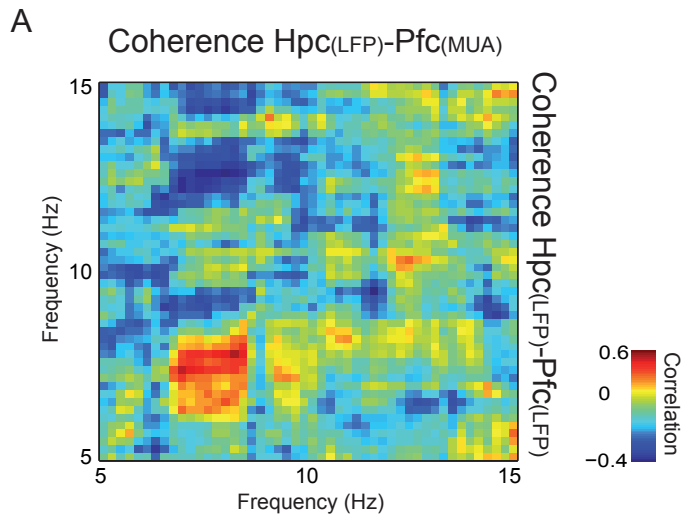 A
Coherence Hpc(LFP)-Pfc(MUA)
15
10
5
Frequency (Hz)
5
10
15
Frequency (Hz)
Coherence Hpc(LFP)-Pfc(LFP)
0.6
0
−0.4
Correlation